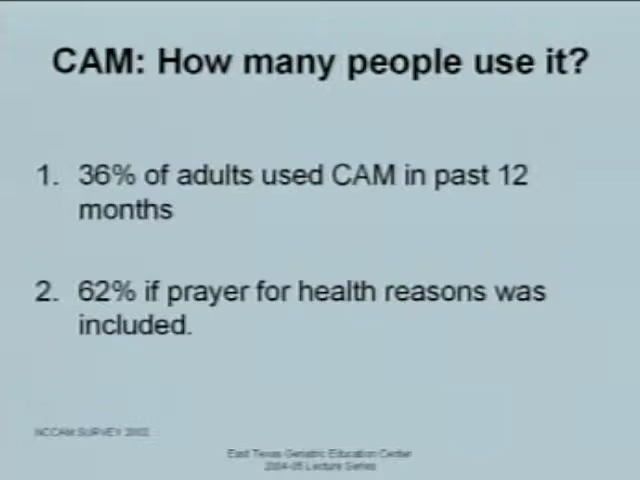 CAM: How many people use it?
1. 36% of adults used CAM in past 12
months
2. 62% if prayer for health reasons was
included.
NCCAM SURVEY 2002
East Texas Geriatric Education Center
2004-05 Lecture Series